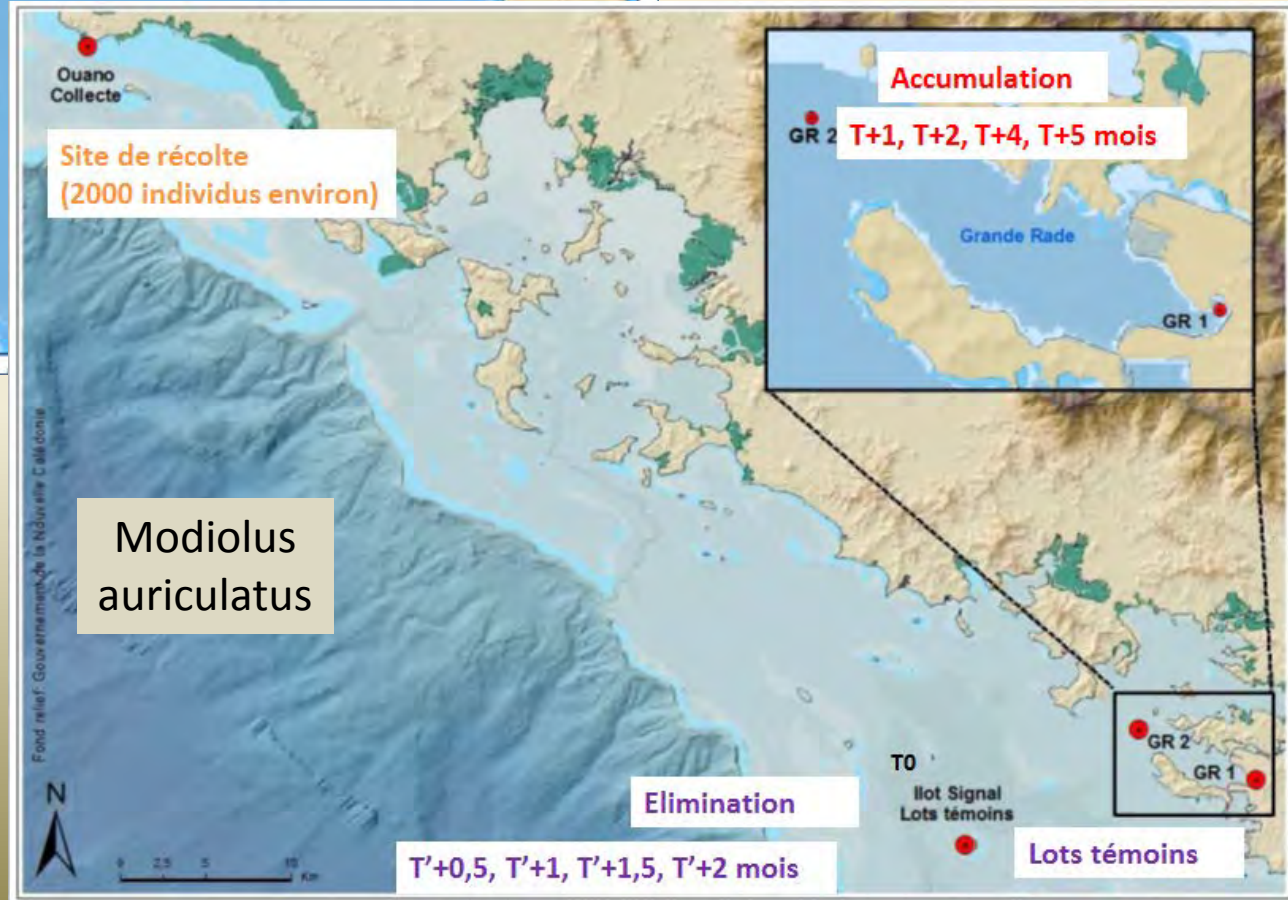 Ouano
Collecte
Site de récolte
(2000 individus environ)
Accumulation
GR 2
T+1, T+2, T+4, T+5 mois
Grande Rade
GR 1
Modiolus
auriculatus
Fond relief: Gouvernement de la Nouvelle Calédonie
GR 2
GR 1
T0
Ilot Signal
Lots témoins
Elimination
Lots témoins
T'+0,5, T'+1, T'+1,5, T'+2 mois
N
0 2,5 5 10
Km